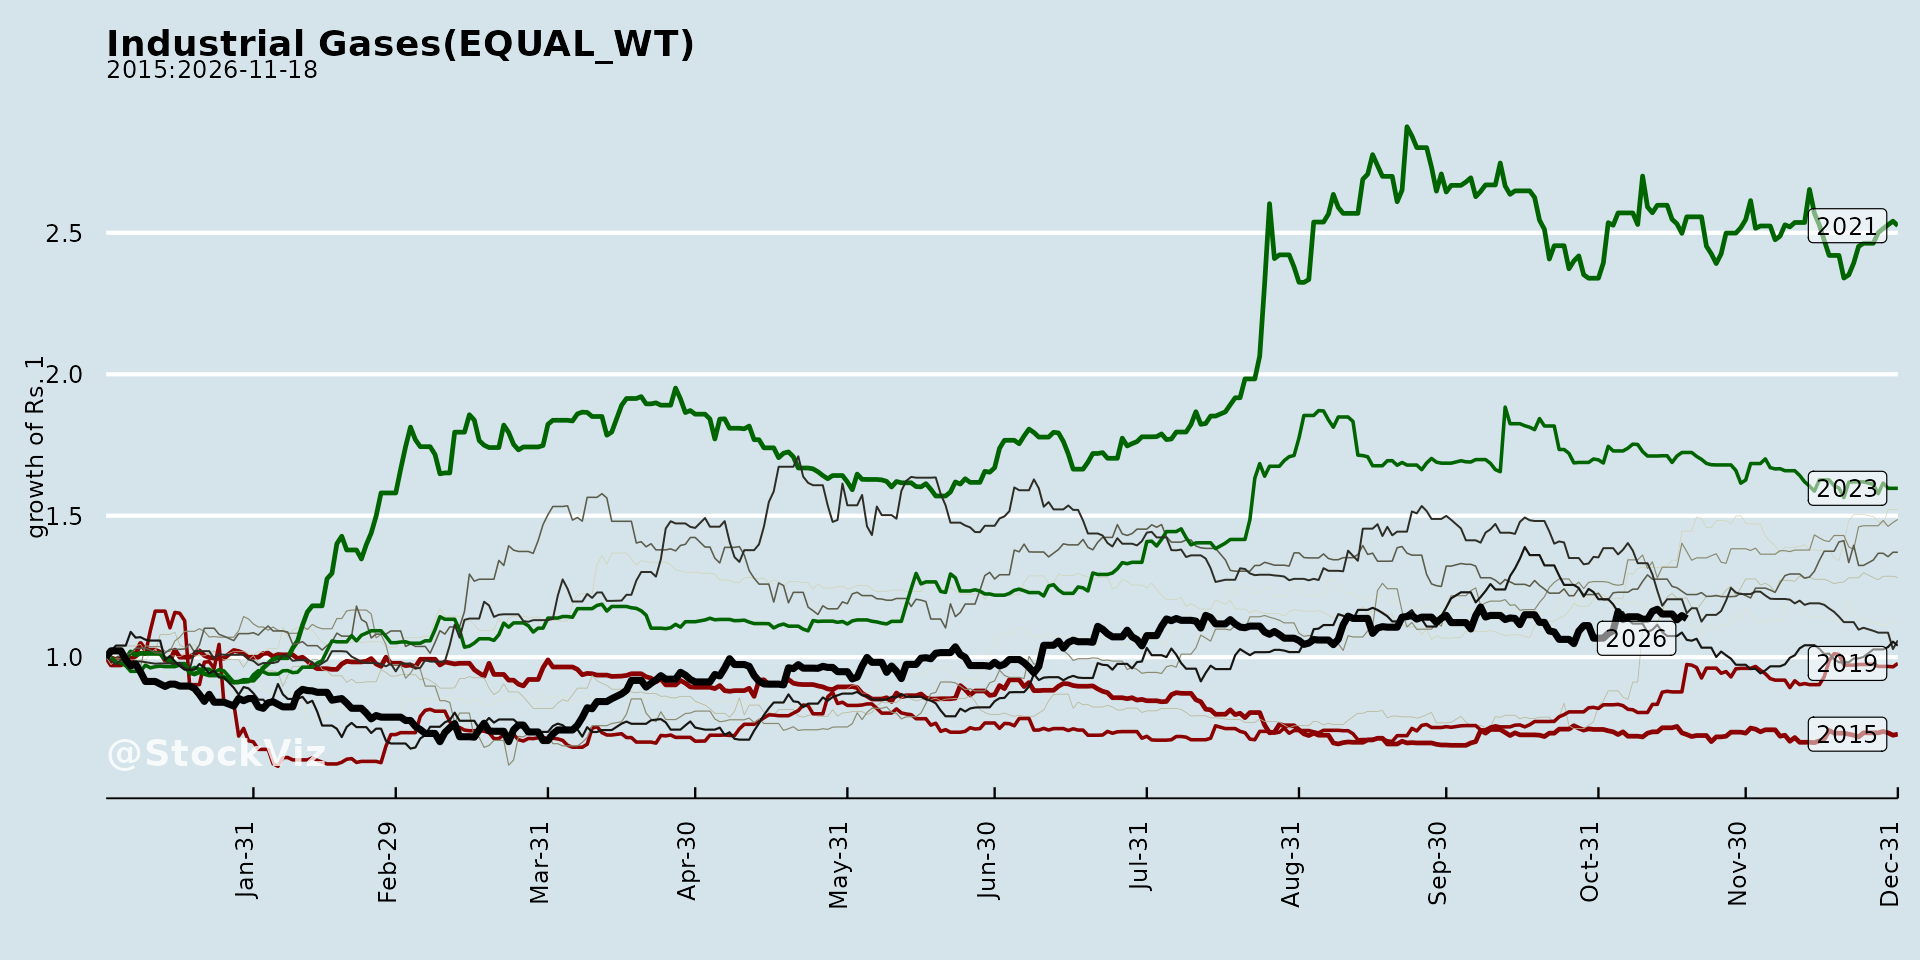 Industrial Gases(EQUAL_WT)
2015:2026-11-18
growth of Rs. 1
2.5
2.0
1.5
1.0
2021
2023
2026
2019
2015
@StockViz
Jan-31
Feb-29
Mar-31
Apr-30
May-31
Jun-30
Jul-31
Aug-31
Sep-30
Oct-31
Nov-30
Dec-31